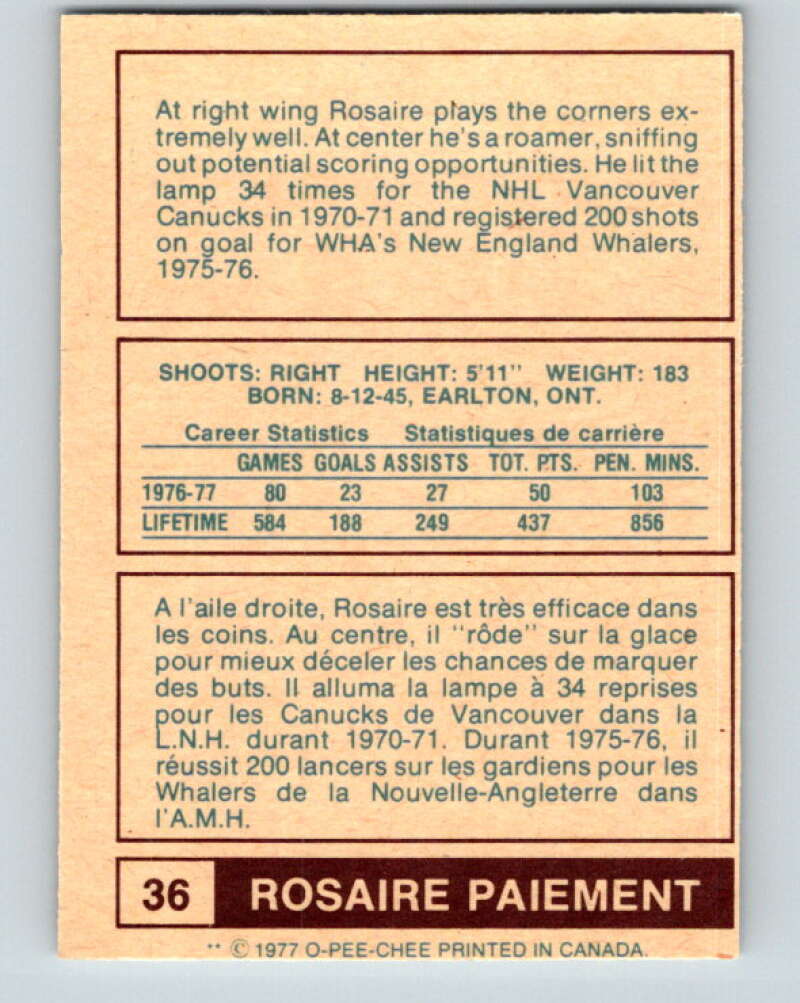 At right wing Rosaire plays the corners ex-
tremely well. At center he's a roamer, sniffing
out potential scoring opportunities. He lit the
lamp 34 times for the NHL Vancouver
Canucks in 1970-71 and registered 200 shots
on goal for WHA's New England Whalers,
1975-76.
SHOOTS: RIGHT HEIGHT: 5'11" WEIGHT: 183
BORN: 8-12-45, EARLTON, ONT.
Career Statistics Statistiques de carrière
GAMES GOALS ASSISTS TOT. PTS. PEN. MINS.
1976-77 80 23 27 50 103
LIFETIME 584 188 249 437 856
A l'aile droite, Rosaire est très efficace dans
les coins. Au centre, il "rôde" sur la glace
pour mieux déceler les chances de marquer
des buts. Il alluma la lampe à 34 reprises
pour les Canucks de Vancouver dans la
L.N.H. durant 1970-71. Durant 1975-76, il
réussit 200 lancers sur les gardiens pour les
Whalers de la Nouvelle-Angleterre dans
l'A.M.H.
36 ROSAIRE PAIEMENT
** © 1977 O-PEE-CHEE PRINTED IN CANADA.